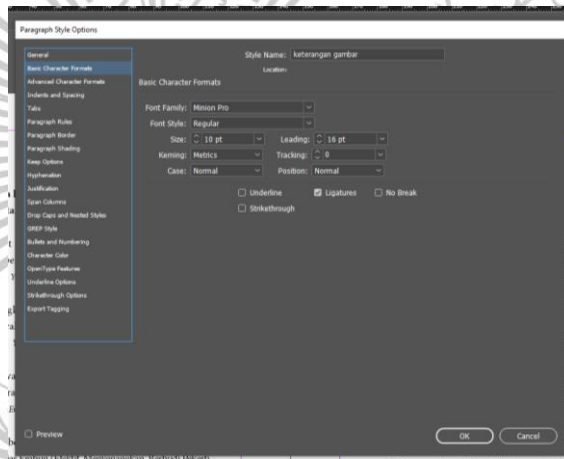 Paragraph Style Options
General
Basic Character Formats
Advanced Character Formats
Indents and Spacing
Tabs
Paragraph Rules
Paragraph Border
Paragraph Shading
Keep Options
Hyphenation
Justification
Span Columns
Drop Caps and Nested Styles
GREP Style
Bullets and Numbering
Character Color
OpenType Features
Underline Options
Strikethrough Options
Export Tagging
Style Name: keterangan gambar
Location:
Basic Character Formats
Font Family: Minion Pro
Font Style: Regular
Size: 10 pt Leading: 16 pt
Kerning: Metrics Tracking: 0
Case: Normal Position: Normal
Underline Ligatures No Break
Strikethrough
Preview
OK Cancel